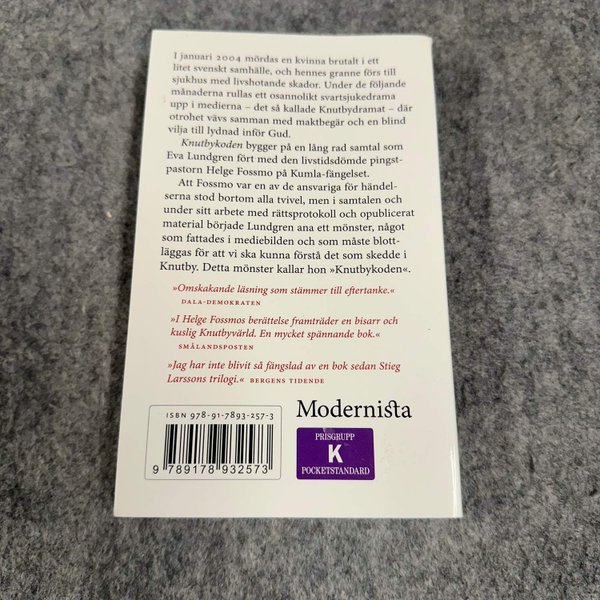 I januari 2004 mördas en kvinna brutalt i ett
litet svenskt samhälle, och hennes granne förs till
sjukhus med livshotande skador. Under de följande
månaderna rullas ett osannolikt svartsjukedrama
upp i medierna – det så kallade Knutbydramat – där
otrohet vävs samman med maktbegär och en blind
vilja till lydnad inför Gud.
Knutbykoden bygger på en lång rad samtal som
Eva Lundgren fört med den livstidsdömde pingst-
pastorn Helge Fossmo på Kumla-fängelset.
Att Fossmo var en av de ansvariga för händel-
serna stod bortom alla tvivel, men i samtalen och
under sitt arbete med rättsprotokoll och opublicerat
material började Lundgren ana ett mönster, något
som fattades i mediebilden och som måste blott-
läggas för att vi ska kunna förstå det som skedde i
Knutby. Detta mönster kallar hon »Knutbykoden«.
»Omskakande läsning som stämmer till eftertanke.«
DALA-DEMOKRATEN
»I Helge Fossmos berättelse framträder en bisarr och
kuslig Knutbyvärld. En mycket spännande bok.«
SMÅLANDSPOSTEN
»Jag har inte blivit så fängslad av en bok sedan Stieg
Larssons trilogi.« BERGENS TIDENDE
ISBN 978-91-7893-257-3
9 789178 932573
Modernista
PRISGRUPP
K
POCKETSTANDARD